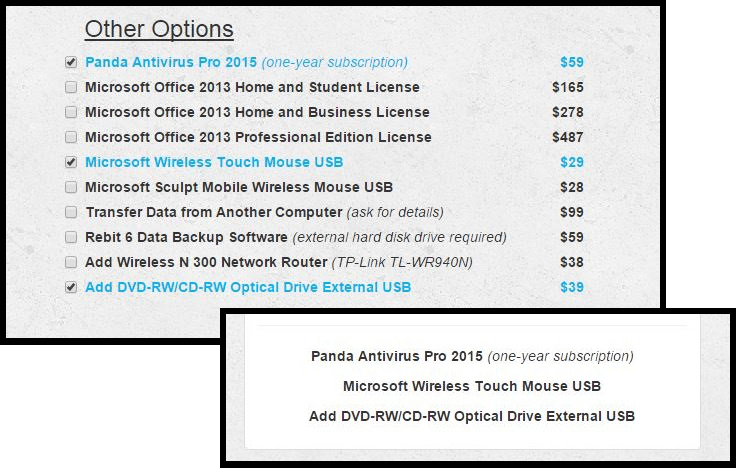 Other Options
Panda Antivirus Pro 2015 (one-year subscription) $59
Microsoft Office 2013 Home and Student License $165
Microsoft Office 2013 Home and Business License $278
Microsoft Office 2013 Professional Edition License $487
Microsoft Wireless Touch Mouse USB $29
Microsoft Sculpt Mobile Wireless Mouse USB $28
Transfer Data from Another Computer (ask for details) $99
Rebit 6 Data Backup Software (external hard disk drive required) $59
Add Wireless N 300 Network Router (TP-Link TL-WR940N) $38
Add DVD-RW/CD-RW Optical Drive External USB $39
Panda Antivirus Pro 2015 (one-year subscription)
Microsoft Wireless Touch Mouse USB
Add DVD-RW/CD-RW Optical Drive External USB